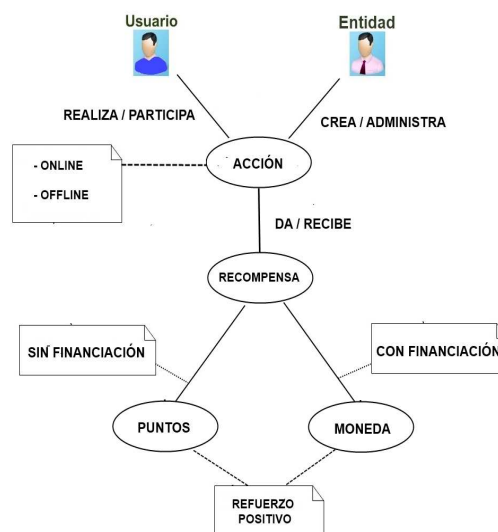 Usuario
Entidad
REALIZA / PARTICIPA
CREA / ADMINISTRA
ACCIÓN
- ONLINE
- OFFLINE
DA / RECIBE
RECOMPENSA
SIN FINANCIACIÓN
CON FINANCIACIÓN
PUNTOS
MONEDA
REFUERZO
POSITIVO